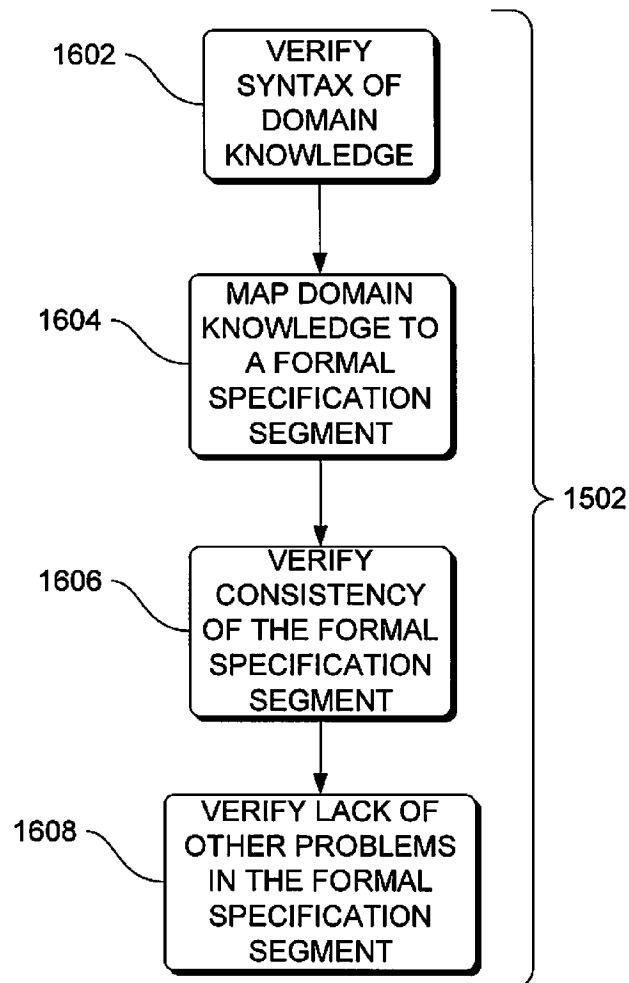 1602
VERIFY
SYNTAX OF
DOMAIN
KNOWLEDGE
1604
MAP DOMAIN
KNOWLEDGE TO
A FORMAL
SPECIFICATION
SEGMENT
1502
1606
VERIFY
CONSISTENCY
OF THE FORMAL
SPECIFICATION
SEGMENT
1608
VERIFY LACK OF
OTHER PROBLEMS
IN THE FORMAL
SPECIFICATION
SEGMENT